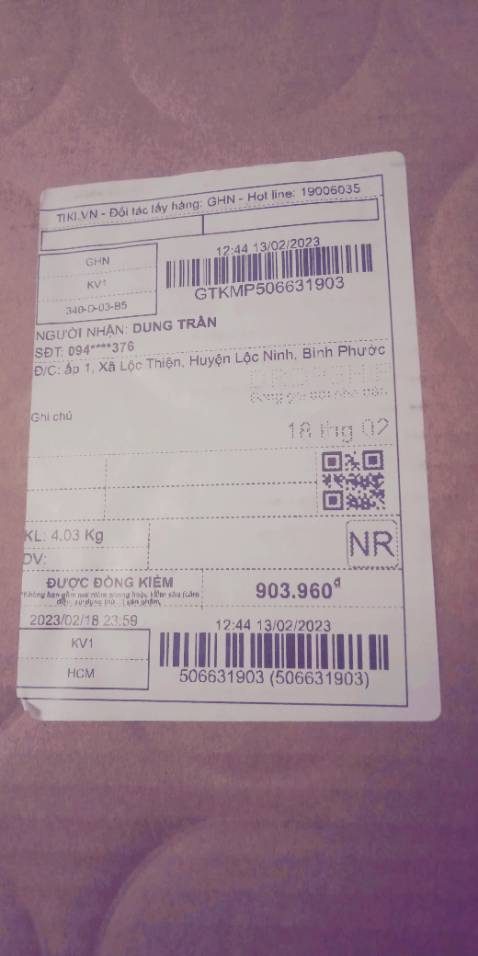 TIKI.VN - Đối tác lấy hàng: GHN - Hot line: 19006035
GHN
KV1
340-D-03-B5
12:44 13/02/2023
GTKMP506631903
NGƯỜI NHẬN: DUNG TRẦN
SĐT: 094****376
Đ/C: ấp 1, Xã Lộc Thiện, Huyện Lộc Ninh, Bình Phước
Ghi chú
18 thg 02
KL: 4.03 Kg
DV:
NR
ĐƯỢC ĐỒNG KIỂM
903.960đ
2023/02/18 23:59
KV1
HCM
12:44 13/02/2023
506631903 (506631903)